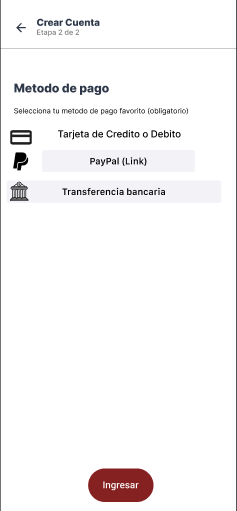 Crear Cuenta
Etapa 2 de 2
Metodo de pago
Selecciona tu metodo de pago favorito (obligatorio)
Tarjeta de Credito o Debito
PayPal (Link)
Transferencia bancaria
Ingresar